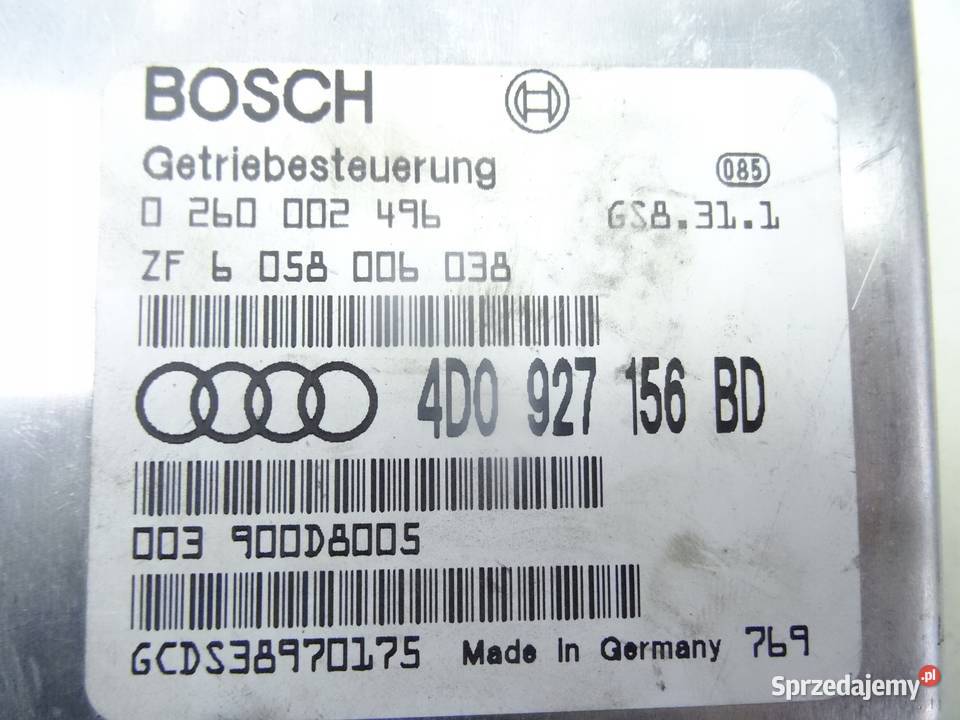 BOSCH
Getriebesteuerung 085
0 260 002 496 GS8.31.1
ZF 6 058 006 038
4D0 927 156 BD
003 900D8005
GCDS38970175 Made in Germany 769
Sprzedajemy.pl